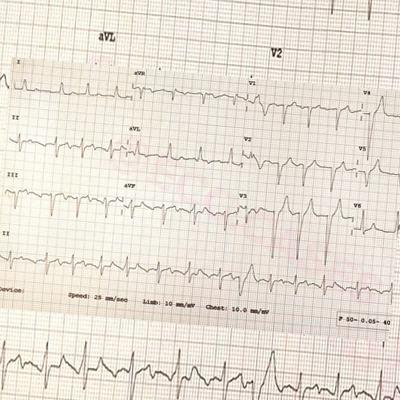 aVL
V2
I
aVR
V1
V4
II
aVL
V2
V5
III
aVF
V3
V6
II
Device:
Speed: 25 mm/sec
Limb: 10 mm/mV
Chest: 10.0 mm/mV
F 50~ 0.05- 40